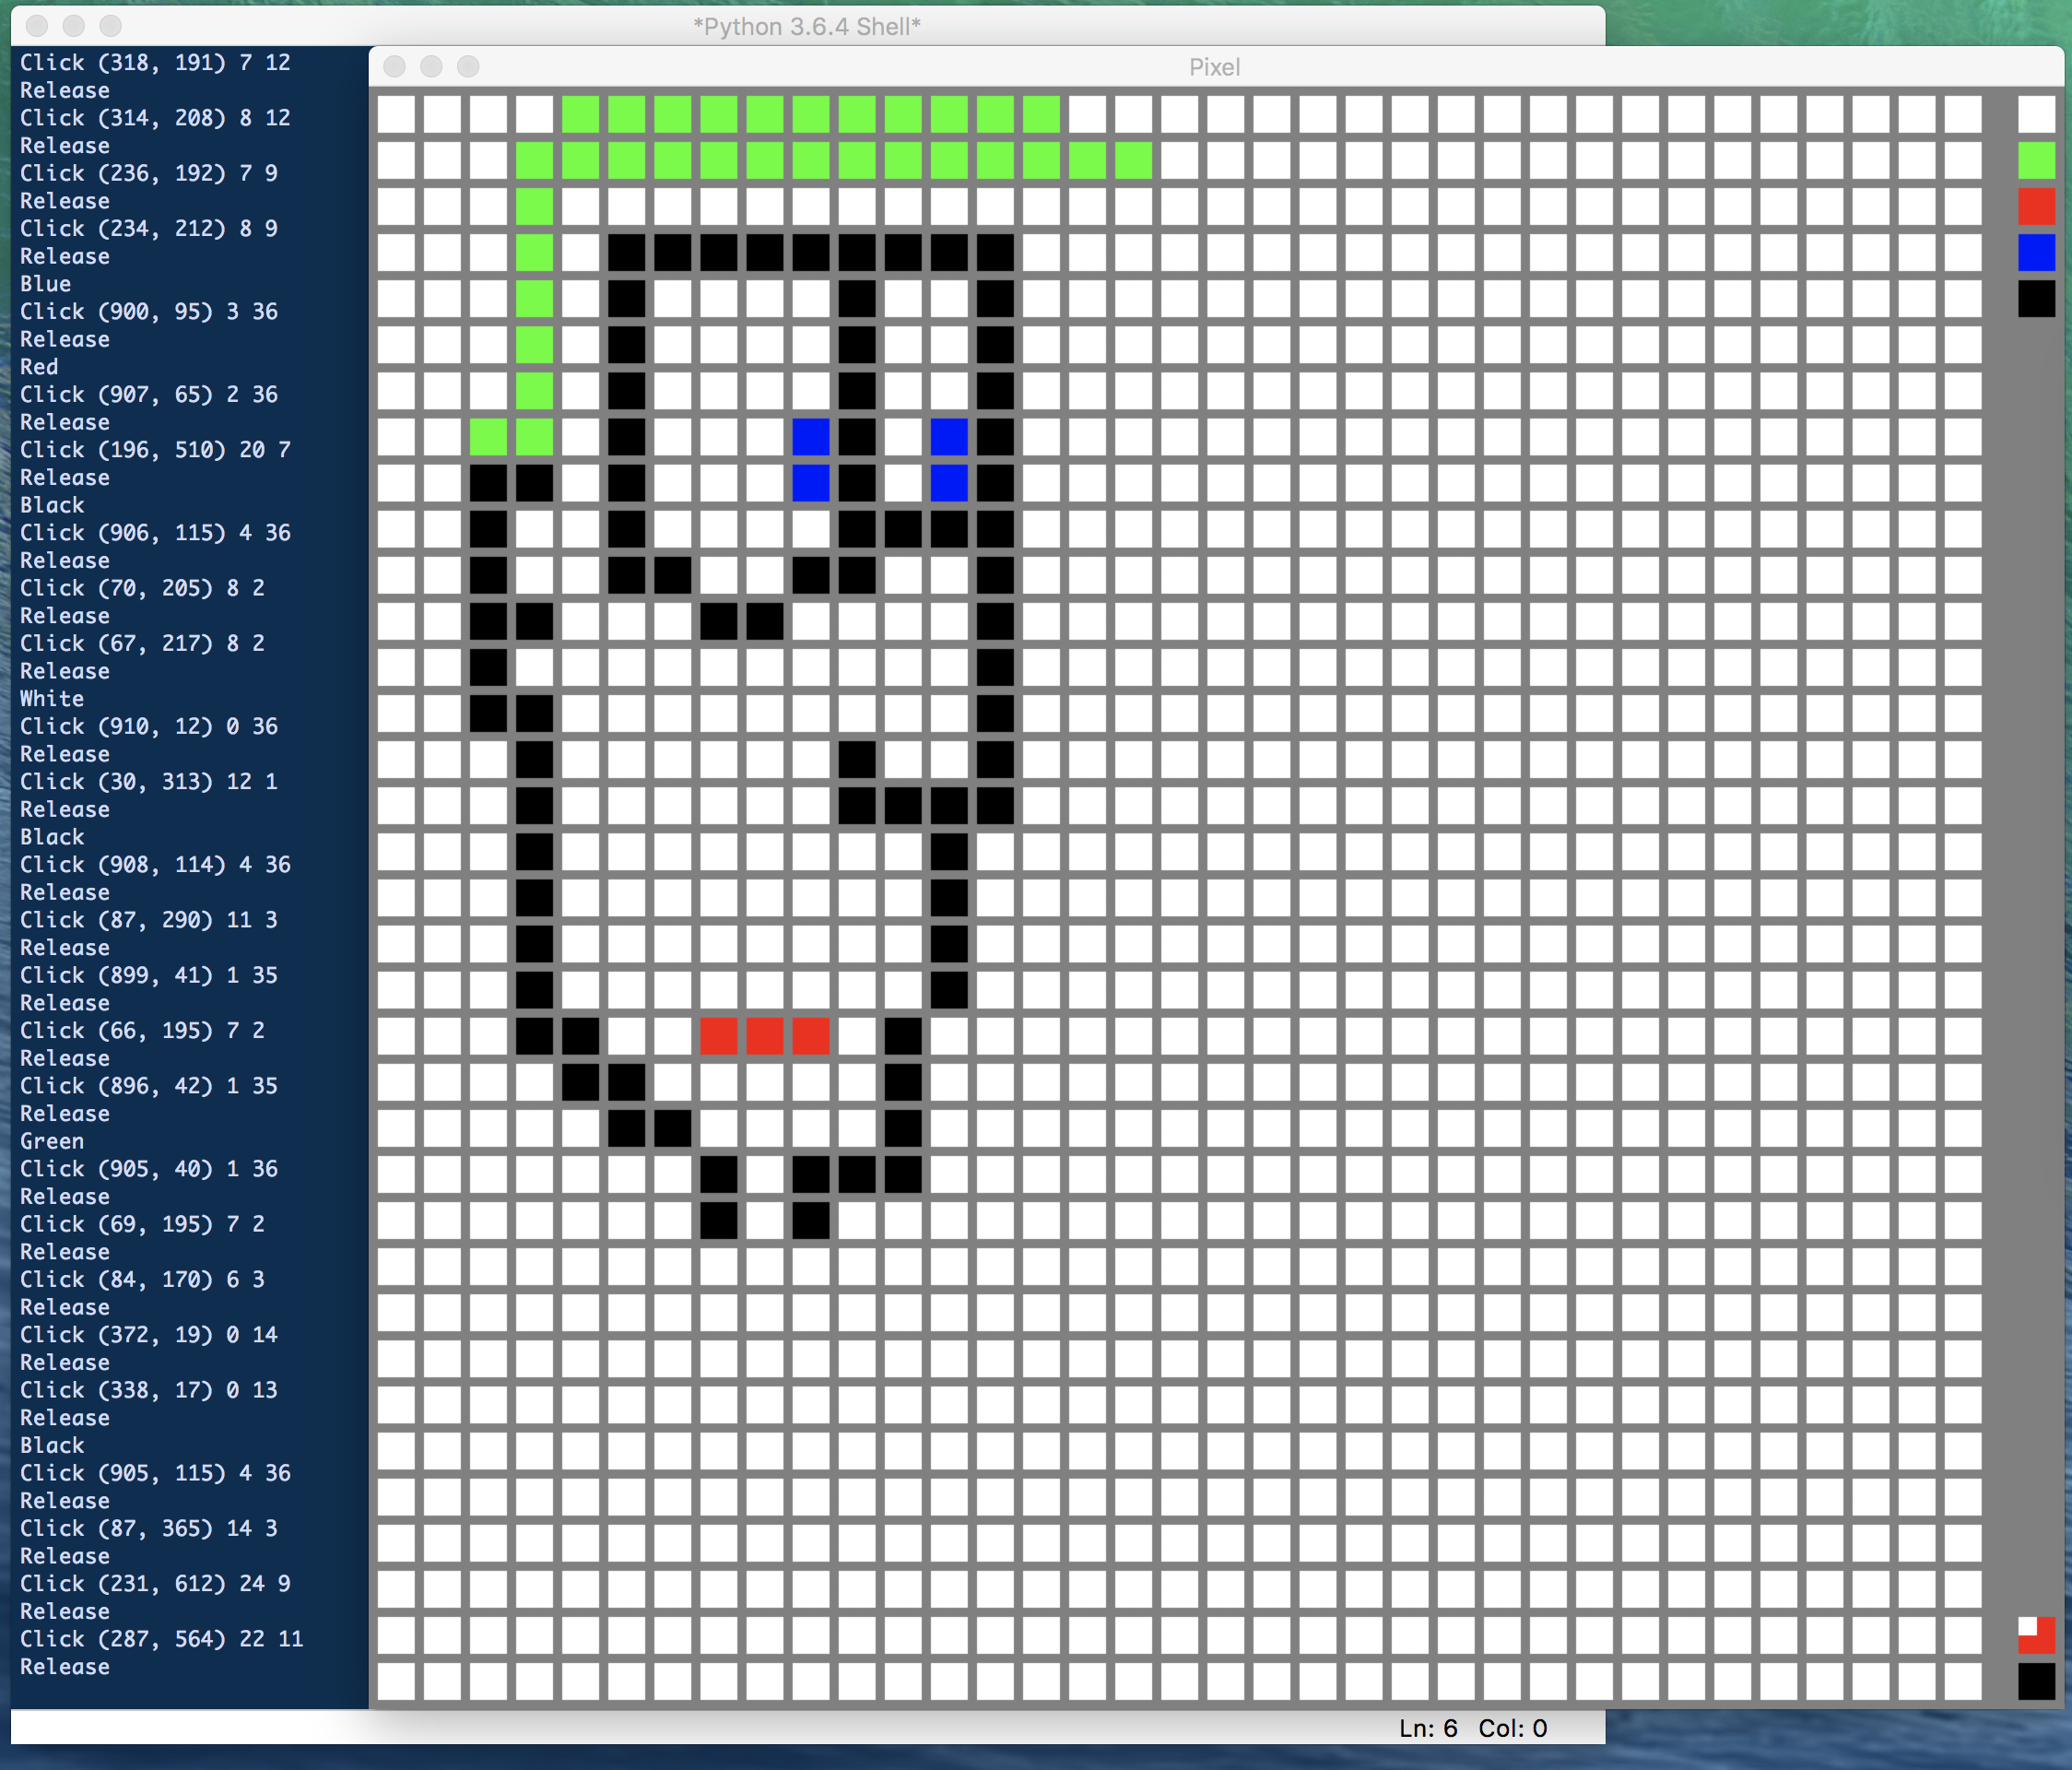 *Python 3.6.4 Shell*
Pixel
Click (318, 191) 7 12
Release
Click (314, 208) 8 12
Release
Click (236, 192) 7 9
Release
Click (234, 212) 8 9
Release
Blue
Click (900, 95) 3 36
Release
Red
Click (907, 65) 2 36
Release
Click (196, 510) 20 7
Release
Black
Click (906, 115) 4 36
Release
Click (70, 205) 8 2
Release
Click (67, 217) 8 2
Release
White
Click (910, 12) 0 36
Release
Click (30, 313) 12 1
Release
Black
Click (908, 114) 4 36
Release
Click (87, 290) 11 3
Release
Click (899, 41) 1 35
Release
Click (66, 195) 7 2
Release
Click (896, 42) 1 35
Release
Green
Click (905, 40) 1 36
Release
Click (69, 195) 7 2
Release
Click (84, 170) 6 3
Release
Click (372, 19) 0 14
Release
Click (338, 17) 0 13
Release
Black
Click (905, 115) 4 36
Release
Click (87, 365) 14 3
Release
Click (231, 612) 24 9
Release
Click (287, 564) 22 11
Release
Ln: 6 Col: 0